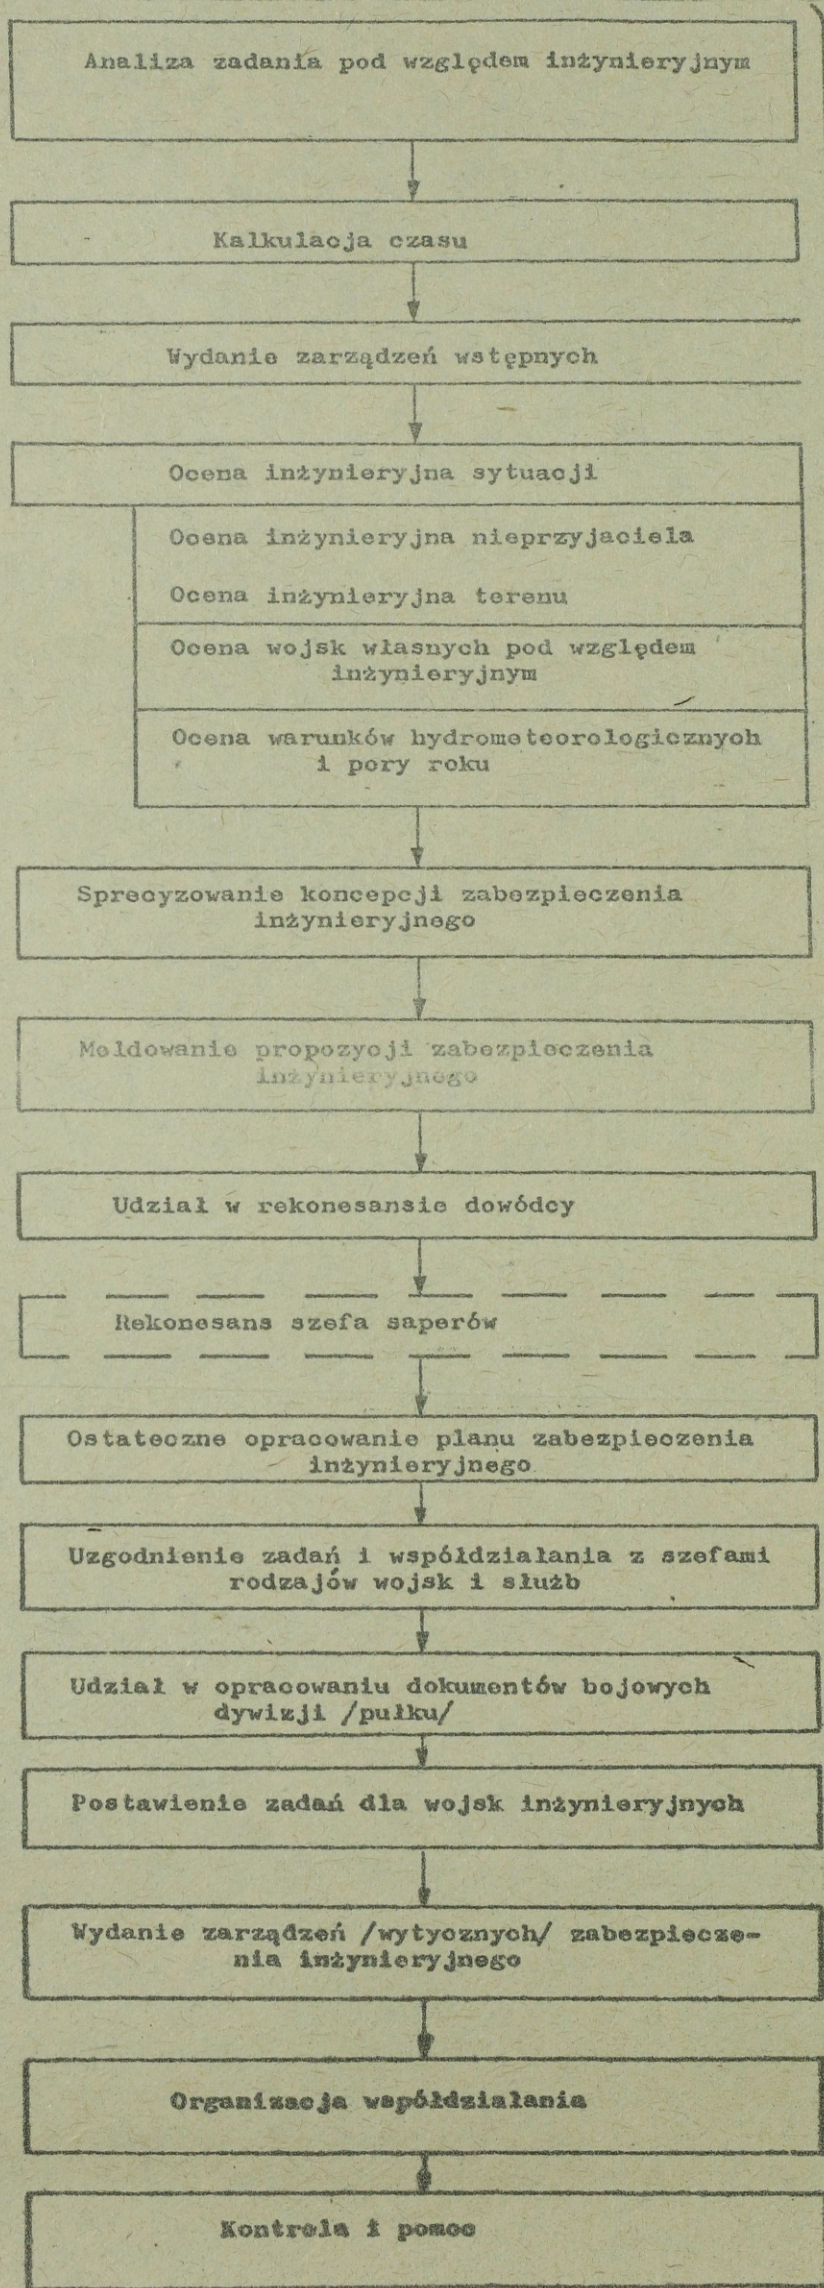 Analiza zadania pod względem inżynieryjnym
Kalkulacja czasu
Wydanie zarządzeń wstępnych
Ocena inżynieryjna sytuacji
Ocena inżynieryjna nieprzyjaciela
Ocena inżynieryjna terenu
Ocena wojsk własnych pod względem
inżynieryjnym
Ocena warunków hydrometeorologicznych
i pory roku
Sprecyzowanie koncepcji zabezpieczenia
inżynieryjnego
Meldowanie propozycji zabezpieczenia
inżynieryjnego
Udział w rekonesansie dowódcy
Rekonesans szefa saperów
Ostateczne opracowanie planu zabezpieczenia
inżynieryjnego
Uzgodnienie zadań i współdziałania z szefami
rodzajów wojsk i służb
Udział w opracowaniu dokumentów bojowych
dywizji /pułku/
Postawienie zadań dla wojsk inżynieryjnych
Wydanie zarządzeń /wytycznych/ zabezpiecze-
nia inżynieryjnego
Organizacja współdziałania
Kontrola i pomoc